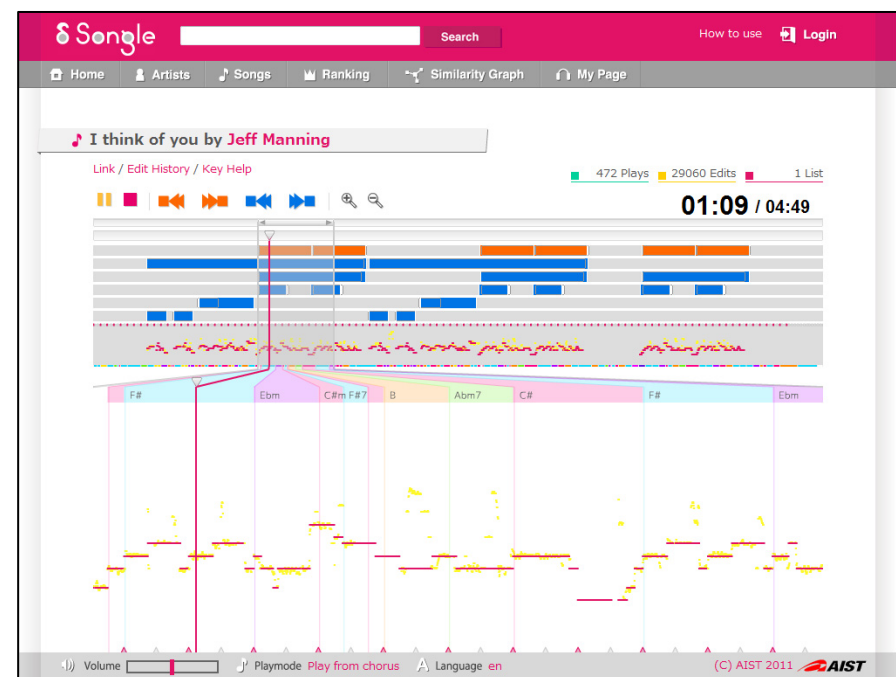 Songle
Search
How to use
Login
Home
Artists
Songs
Ranking
Similarity Graph
My Page
I think of you by Jeff Manning
Link / Edit History / Key Help
472 Plays
29060 Edits
1 List
01:09 / 04:49
F#
Ebm
C#m F#7
B
Abm7
C#
F#
Ebm
Volume
Playmode Play from chorus
A Language en
(C) AIST 2011
AIST